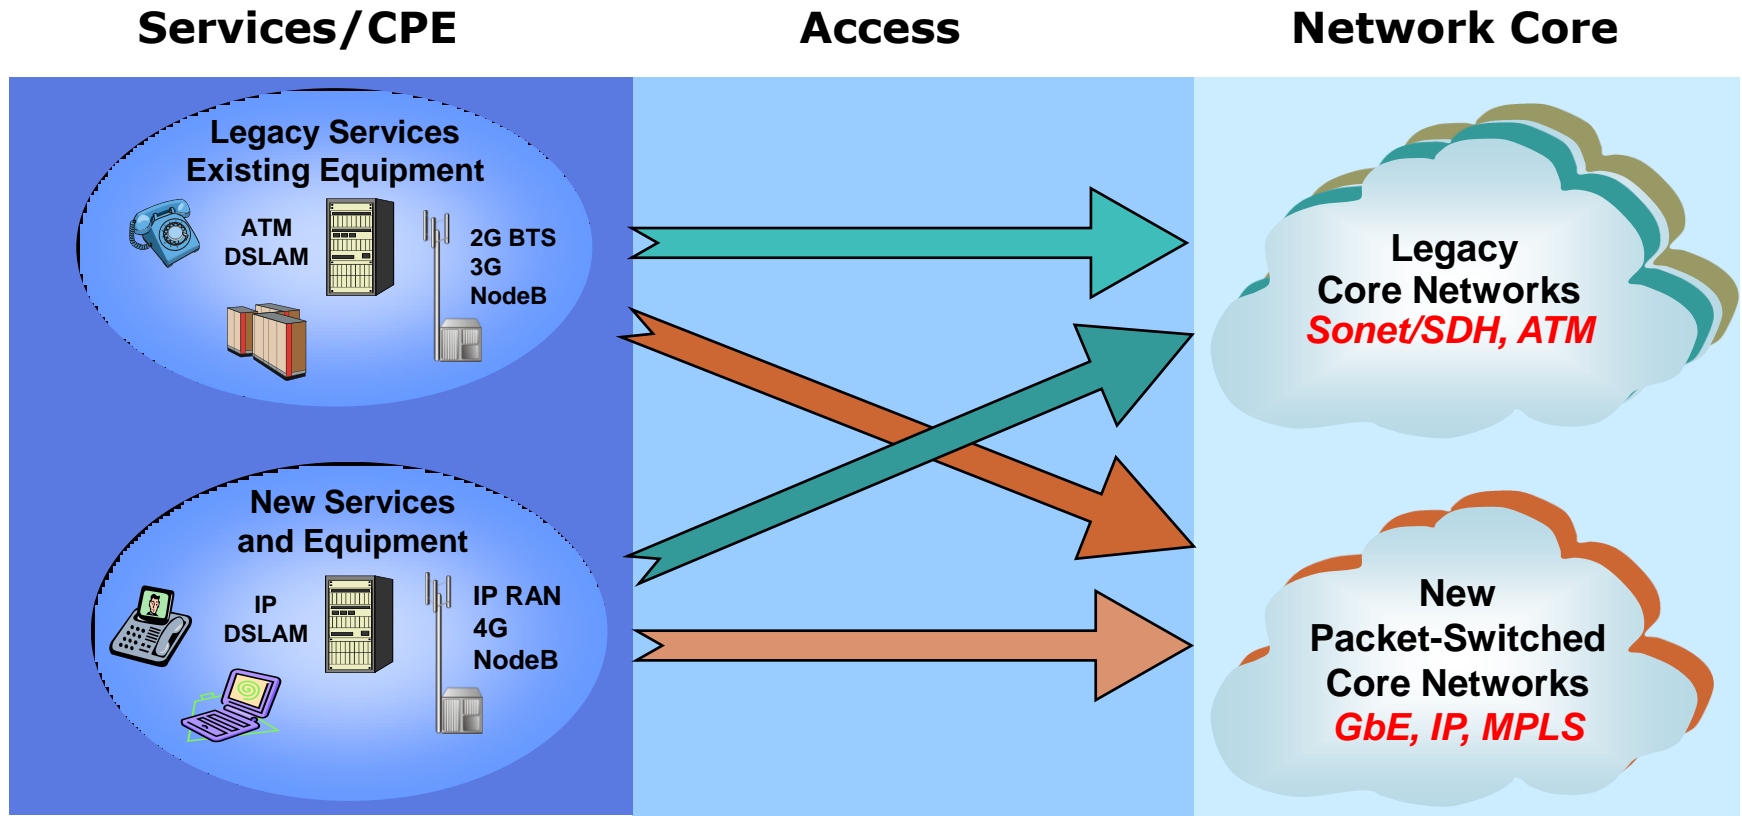 Services/CPE
Access
Network Core
Legacy Services
Existing Equipment
ATM
DSLAM
2G BTS
3G
NodeB
New Services
and Equipment
IP
DSLAM
IP RAN
4G
NodeB
Legacy
Core Networks
Sonet/SDH, ATM
New
Packet-Switched
Core Networks
GbE, IP, MPLS